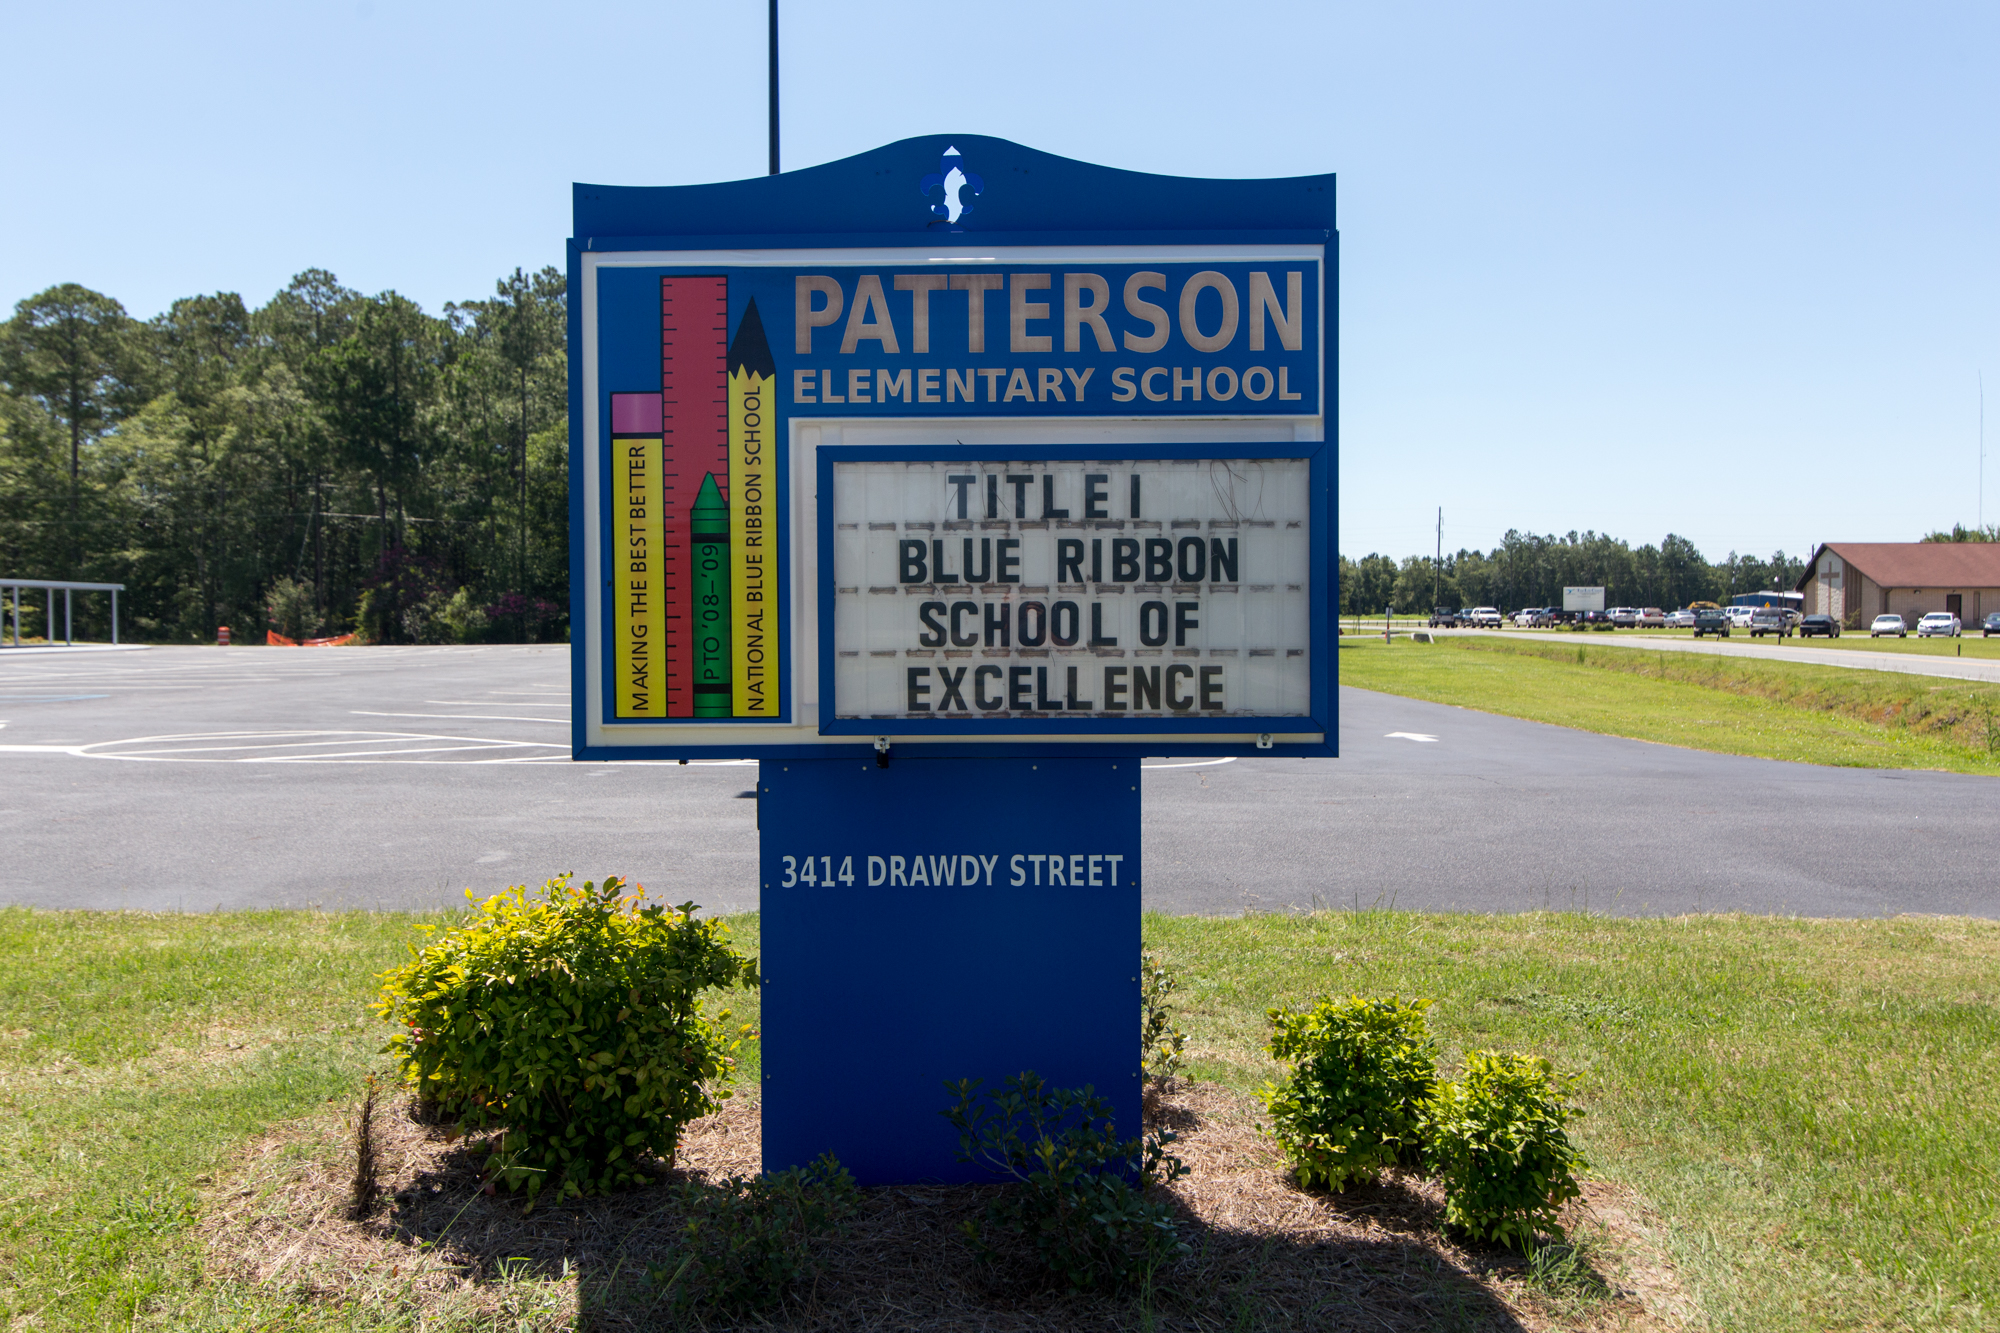 PATTERSON
ELEMENTARY SCHOOL
MAKING THE BEST BETTER
PTO '08-'09
NATIONAL BLUE RIBBON SCHOOL
TITLE I
BLUE RIBBON
SCHOOL OF
EXCELLENCE
3414 DRAWDY STREET